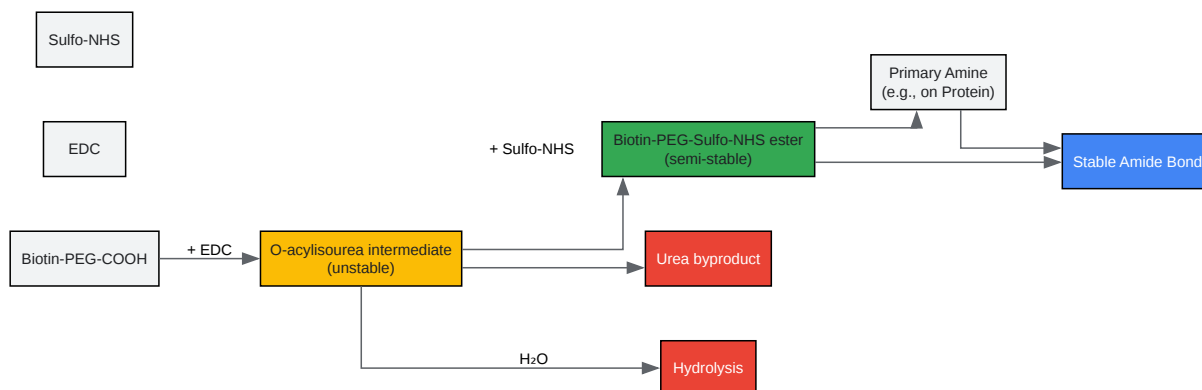 Sulfo-NHS
EDC
Biotin-PEG-COOH
+ EDC
O-acylisourea intermediate
(unstable)
+ Sulfo-NHS
Biotin-PEG-Sulfo-NHS ester
(semi-stable)
Primary Amine
(e.g., on Protein)
Stable Amide Bond
Urea byproduct
H₂O
Hydrolysis